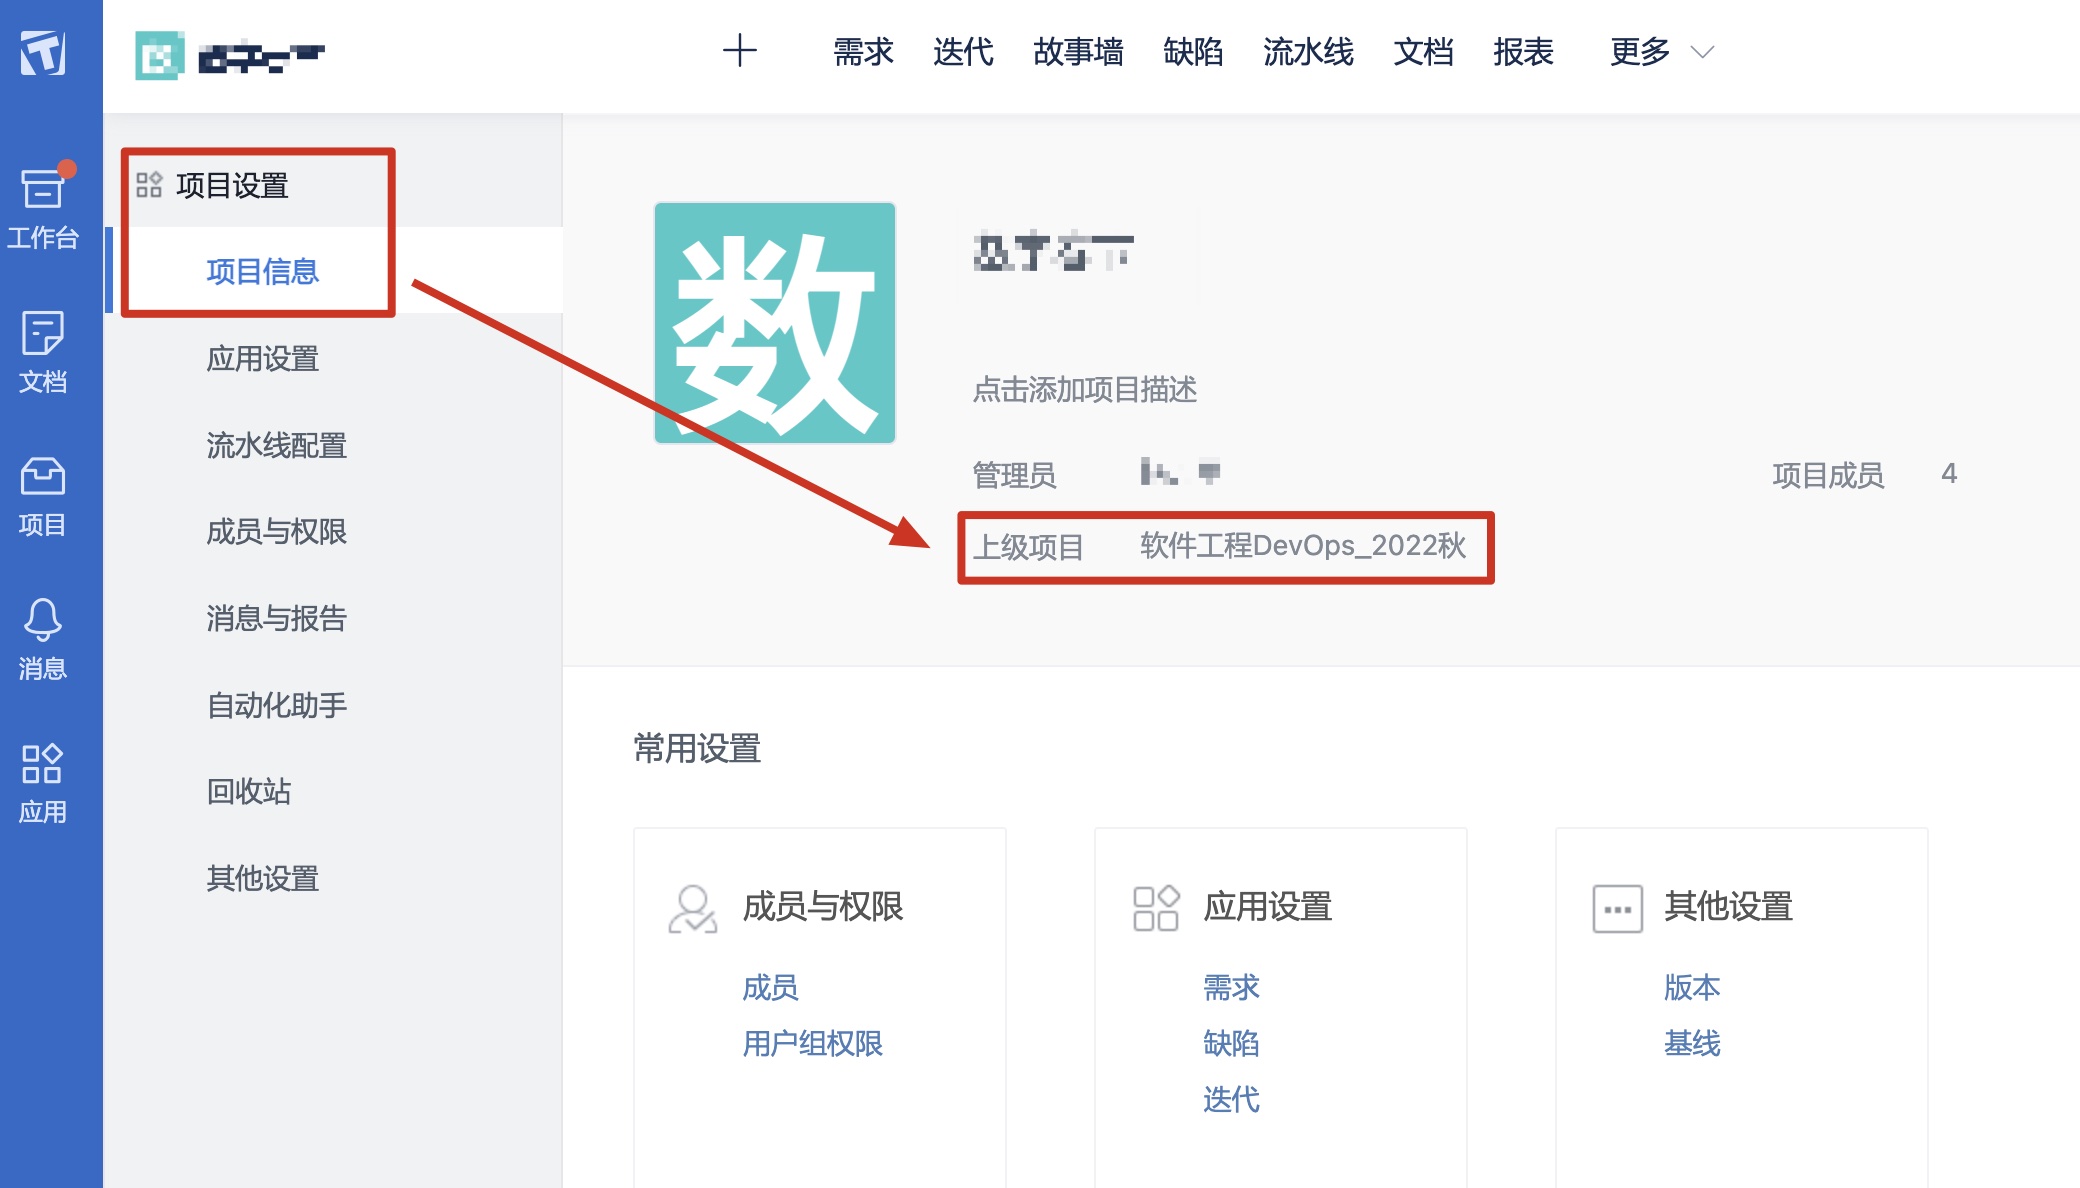 需求 迭代 故事墙 缺陷 流水线 文档 报表 更多
工作台
文档
项目
消息
应用
项目设置
项目信息
应用设置
流水线配置
成员与权限
消息与报告
自动化助手
回收站
其他设置
数
点击添加项目描述
管理员
项目成员 4
上级项目 软件工程DevOps_2022秋
常用设置
成员与权限
成员
用户组权限
应用设置
需求
缺陷
迭代
其他设置
版本
基线